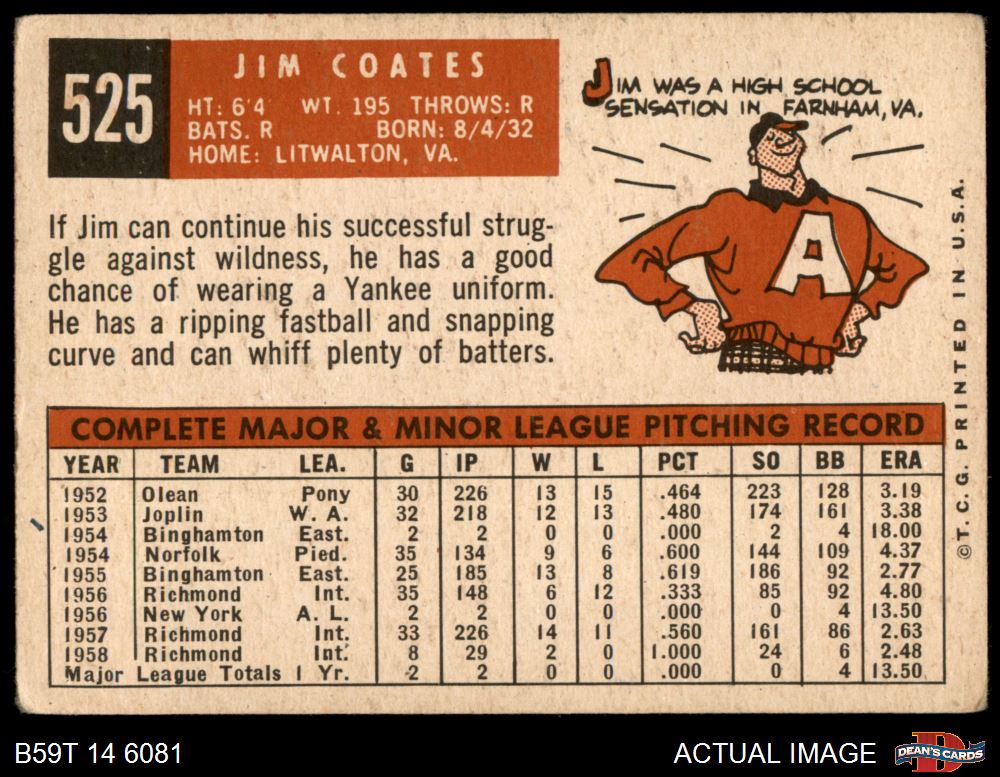 525
JIM COATES
HT: 6'4 WT. 195 THROWS: R
BATS. R BORN: 8/4/32
HOME: LITWALTON, VA.
JIM WAS A HIGH SCHOOL
SENSATION IN FARNHAM, VA.
A
If Jim can continue his successful strug-
gle against wildness, he has a good
chance of wearing a Yankee uniform.
He has a ripping fastball and snapping
curve and can whiff plenty of batters.
COMPLETE MAJOR & MINOR LEAGUE PITCHING RECORD
YEAR TEAM LEA. G IP W L PCT SO BB ERA
1952 Olean Pony 30 226 13 15 .464 223 128 3.19
1953 Joplin W. A. 32 218 12 13 .480 174 161 3.38
1954 Binghamton East. 2 2 0 0 .000 2 4 18.00
1954 Norfolk Pied. 35 134 9 6 .600 144 109 4.37
1955 Binghamton East. 25 185 13 8 .619 186 92 2.77
1956 Richmond Int. 35 148 6 12 .333 85 92 4.80
1956 New York A. L. 2 2 0 0 .000 0 4 13.50
1957 Richmond Int. 33 226 14 11 .560 161 86 2.63
1958 Richmond Int. 8 29 2 0 1.000 24 6 2.48
Major League Totals 1 Yr. 2 2 0 0 .000 0 4 13.50
©T. C. G. PRINTED IN U.S.A.
B59T 14 6081
ACTUAL IMAGE
D
DEAN'S CARDS